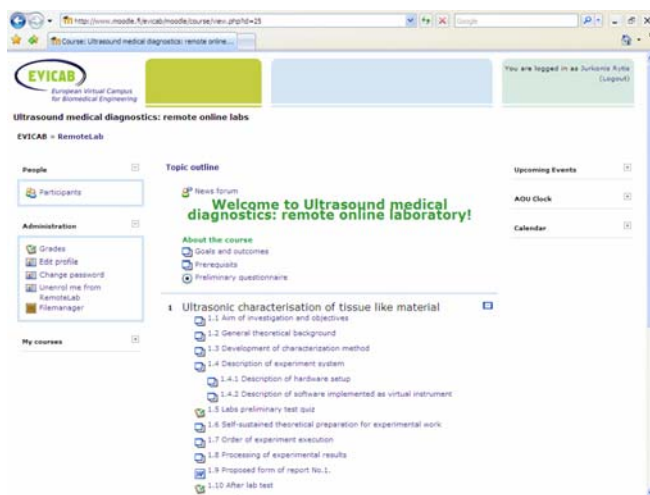 http://www.moodle.fi/evicab/moodle/course/view.php?id=25
Google
Course: Ultrasound medical diagnostics: remote online...
EVICAB
European Virtual Campus
for Biomedical Engineering
You are logged in as Jurkonis Rytis
(Logout)
Ultrasound medical diagnostics: remote online labs
EVICAB » RemoteLab
People
Participants
Administration
Grades
Edit profile
Change password
Unenrol me from
RemoteLab
Filemanager
My courses
Topic outline
News forum
Welcome to Ultrasound medical
diagnostics: remote online laboratory!
About the course
Goals and outcomes
Prerequisits
Preliminary questionnaire
1 Ultrasonic characterisation of tissue like material
1.1 Aim of investigation and objectives
1.2 General theoretical background
1.3 Development of characterization method
1.4 Description of experiment system
1.4.1 Description of hardware setup
1.4.2 Description of software implemented as virtual instrument
1.5 Labs preliminary test quiz
1.6 Self-sustained theoretical preparation for experimental work
1.7 Order of experiment execution
1.8 Processing of experimental results
1.9 Proposed form of report No.1.
1.10 After lab test
Upcoming Events
AOU Clock
Calendar